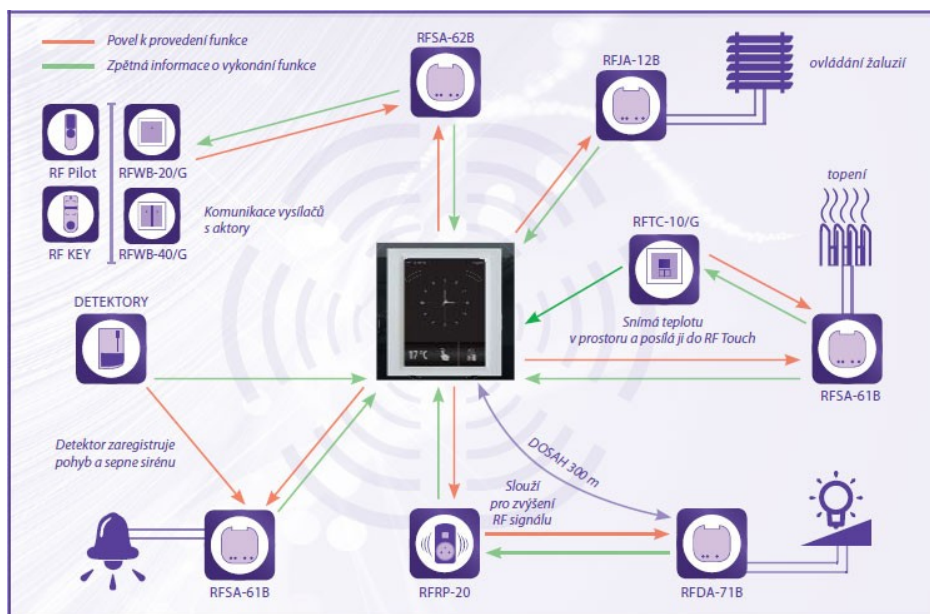 Povel k provedení funkce
Zpětná informace o vykonání funkce
RFSA-62B
RFJA-12B
ovládání žaluzií
RF Pilot
RFWB-20/G
RF KEY
RFWB-40/G
Komunikace vysílačů
s aktory
topení
RFTC-10/G
DETEKTORY
Snímá teplotu
v prostoru a posílá ji do RF Touch
17 °C
RFSA-61B
Detektor zaregistruje
pohyb a sepne sirénu
DOSAH 300 m
Slouží
pro zvýšení
RF signálu
RFSA-61B
RFRP-20
RFDA-71B